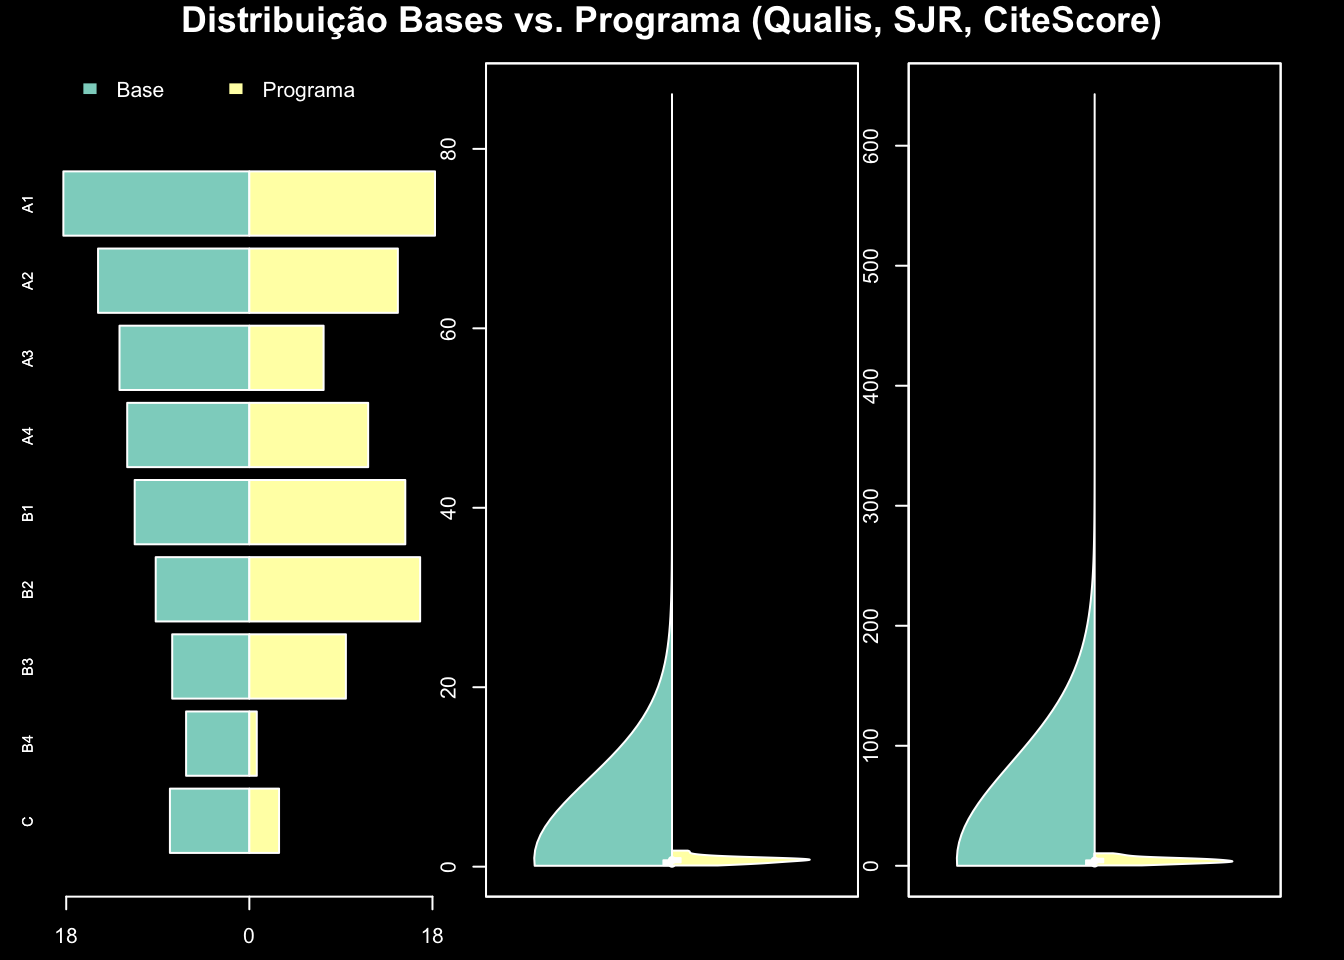 Distribuição Bases vs. Programa (Qualis, SJR, CiteScore)
Base Programa
A1
A2
A3
A4
B1
B2
B3
B4
C
18 0 18
80
60
40
20
0
600
500
400
300
200
100
0